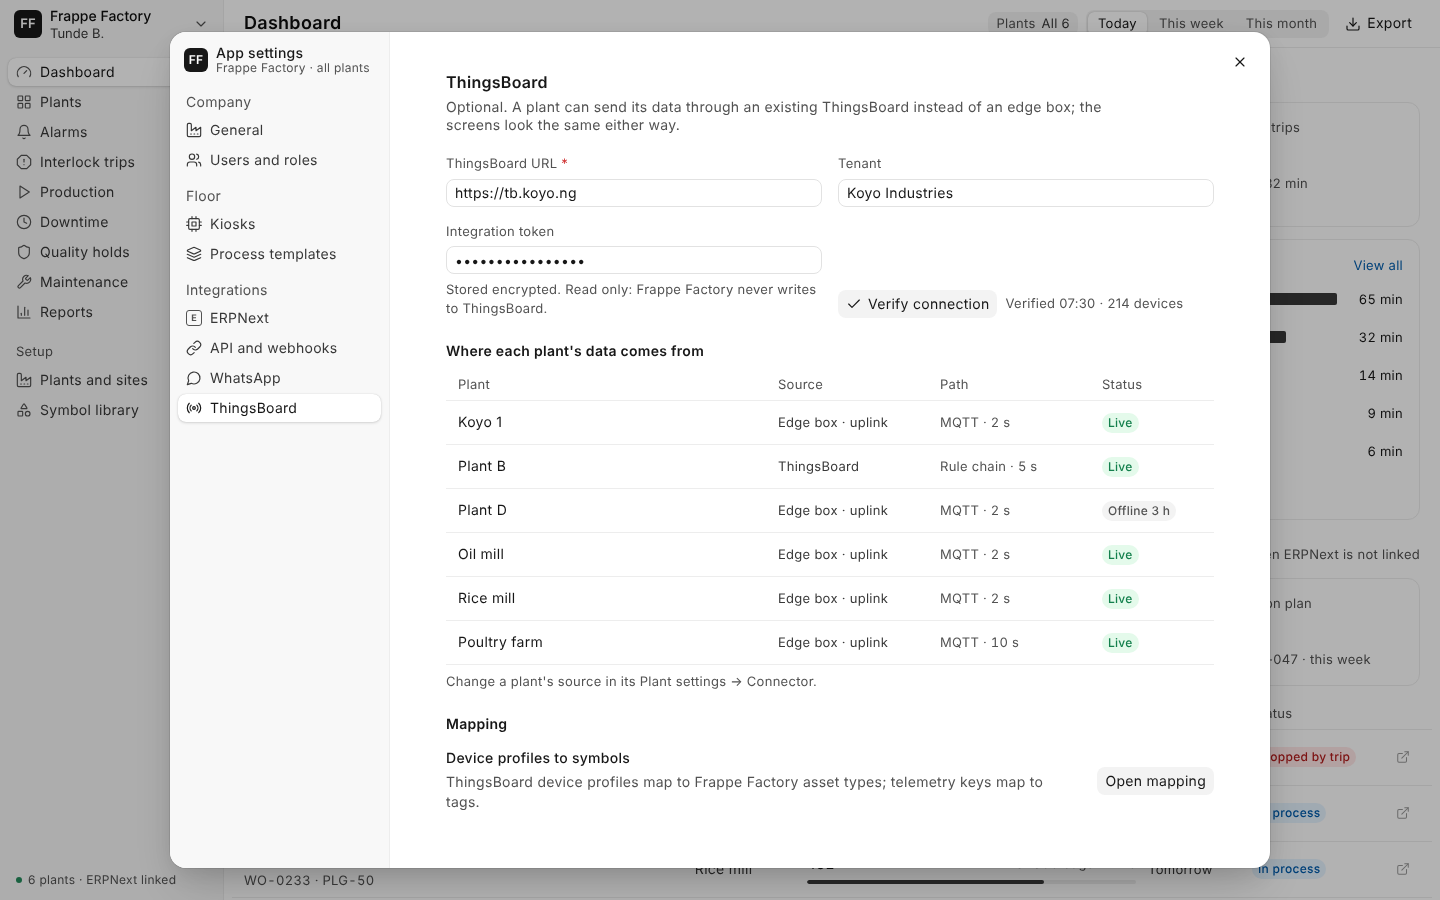 FF
Frappe Factory
Tunde B.
Dashboard
Plants
Alarms
Interlock trips
Production
Downtime
Quality holds
Maintenance
Reports
Setup
Plants and sites
Symbol library
6 plants · ERPNext linked
Dashboard
Plants All 6
Today
This week
This month
Export
FF
App settings
Frappe Factory · all plants
Company
General
Users and roles
Floor
Kiosks
Process templates
Integrations
E ERPNext
API and webhooks
WhatsApp
ThingsBoard
ThingsBoard
Optional. A plant can send its data through an existing ThingsBoard instead of an edge box; the
screens look the same either way.
ThingsBoard URL *
Tenant
https://tb.koyo.ng
Koyo Industries
Integration token
••••••••••••••••
Stored encrypted. Read only: Frappe Factory never writes
to ThingsBoard.
Verify connection
Verified 07:30 · 214 devices
Where each plant's data comes from
Plant Source Path Status
Koyo 1 Edge box · uplink MQTT · 2 s Live
Plant B ThingsBoard Rule chain · 5 s Live
Plant D Edge box · uplink MQTT · 2 s Offline 3 h
Oil mill Edge box · uplink MQTT · 2 s Live
Rice mill Edge box · uplink MQTT · 2 s Live
Poultry farm Edge box · uplink MQTT · 10 s Live
Change a plant's source in its Plant settings → Connector.
Mapping
Device profiles to symbols
ThingsBoard device profiles map to Frappe Factory asset types; telemetry keys map to
tags.
Open mapping
trips
32 min
View all
65 min
32 min
14 min
9 min
6 min
ERPNext is not linked
plan
-047 · this week
by trip
process
In process
WO-0233 · PLG-50
Rice mill
Tomorrow